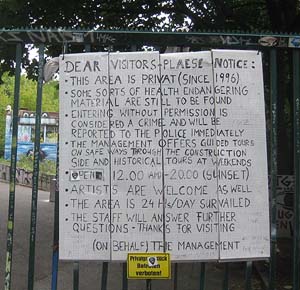 DEAR VISITORS-PLAESE NOTICE:
• THIS AREA IS PRIVAT (SINCE 1996)
• SOME SORTS OF HEALTH ENDANGERING
MATERIAL ARE STILL TO BE FOUND
• ENTERING WITHOUT PERMISSION IS
CONSIDERED A CRIME AND WILL BE
REPORTED TO THE POLICE IMMEDIATELY
• THE MANAGEMENT OFFERS GUIDED TOURS
ON SAFE WAYS THROUGH THE CONSTRUCTION
SIDE AND HISTORICAL TOURS AT WEEKENDS
OPEN: 12.00 AM-20.00 (SUNSET)
• ARTISTS ARE WELCOME AS WELL
• THE AREA IS 24H/DAY SURVAILED
• THE STAFF WILL ANSWER FURTHER
QUESTIONS - THANKS FOR VISITING
(ON BEHALF) THE MANAGEMENT
Betreten
verboten!